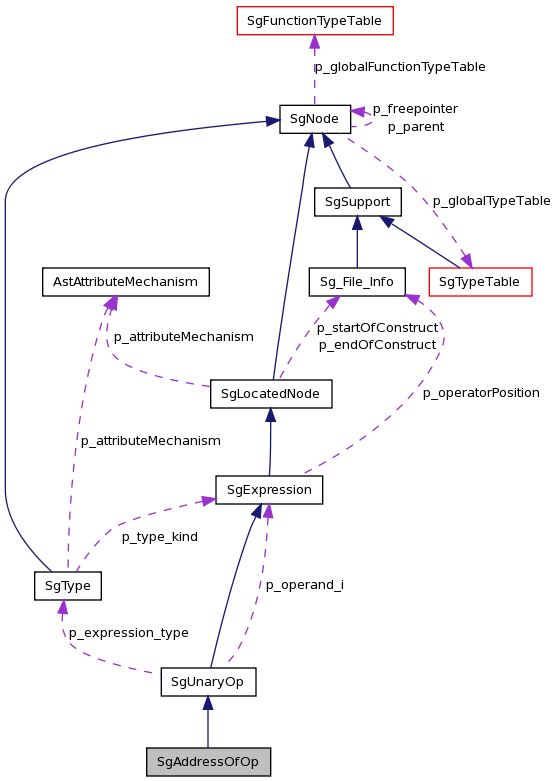 SgFunctionTypeTable
p_globalFunctionTypeTable
SgNode
p_freepointer
p_parent
SgSupport
p_globalTypeTable
AstAttributeMechanism
Sg_File_Info
SgTypeTable
p_attributeMechanism
p_startOfConstruct
p_endOfConstruct
SgLocatedNode
p_operatorPosition
p_attributeMechanism
SgExpression
p_type_kind
SgType
p_operand_i
p_expression_type
SgUnaryOp
SgAddressOfOp